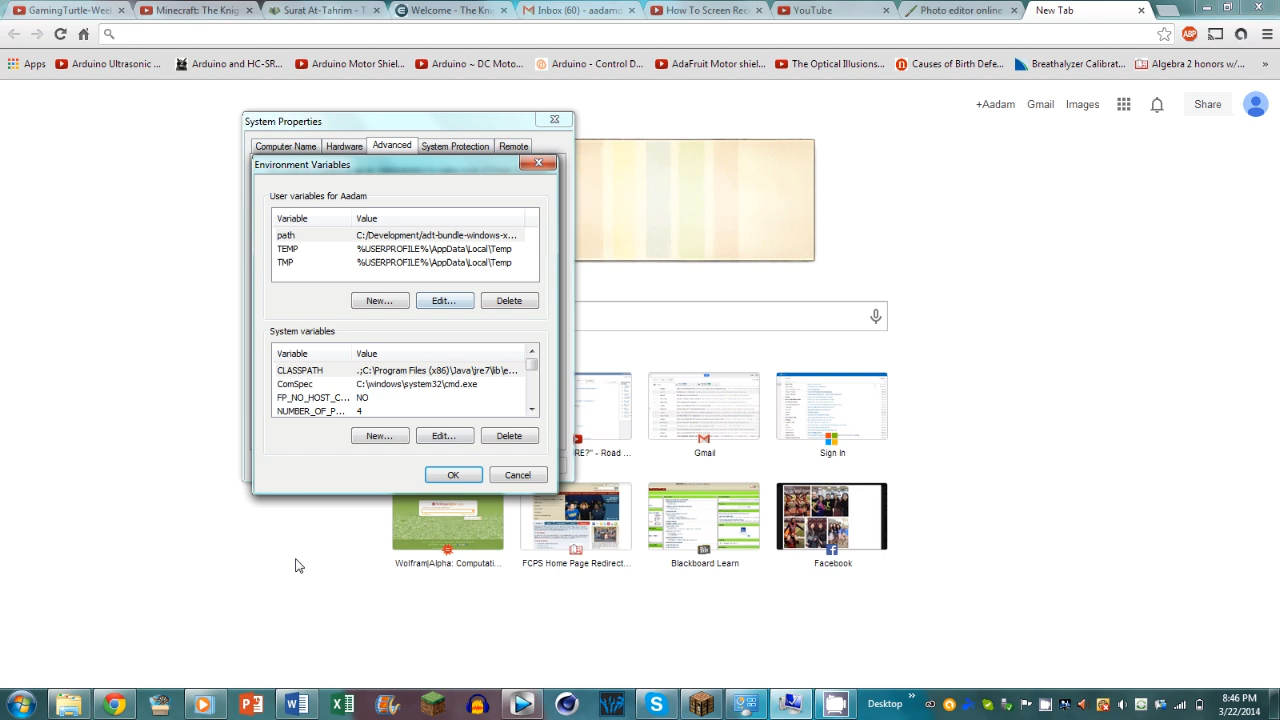 GamingTurtle-Weel
Minecraft: The Knig
Surat At-Tahrim - T
Welcome - The Knig
Inbox (60) - aadamo
How To Screen Rec
YouTube
Photo editor online
New Tab
Apps
Arduino Ultrasonic ...
Arduino and HC-SR...
Arduino Motor Shiel...
Arduino ~ DC Moto...
Arduino - Control D...
AdaFruit Motor shiel...
The Optical Illusions...
Causes of Birth Defe...
Breathalyzer Calibrat...
Algebra 2 honors w/...
»
+Aadam
Gmail
Images
Share
System Properties
Computer Name
Hardware
Advanced
System Protection
Remote
Environment Variables
User variables for Aadam
Variable Value
path C:/Development/adt-bundle-windows-x...
TEMP %USERPROFILE%\AppData\Local\Temp
TMP %USERPROFILE%\AppData\Local\Temp
New... Edit... Delete
System variables
Variable Value
CLASSPATH .;C:\Program Files (x86)\Java\jre7\lib\e...
ComSpec C:\windows\system32\cmd.exe
NO
NUMBER_OF_P... 4
New... Edit... Delete
OK Cancel
RE?" - Road ...
Gmail
Sign In
Wolfram|Alpha: Computati...
FCPS Home Page Redirect...
Blackboard Learn
Facebook
Desktop
»
8:46 PM
3/22/2014